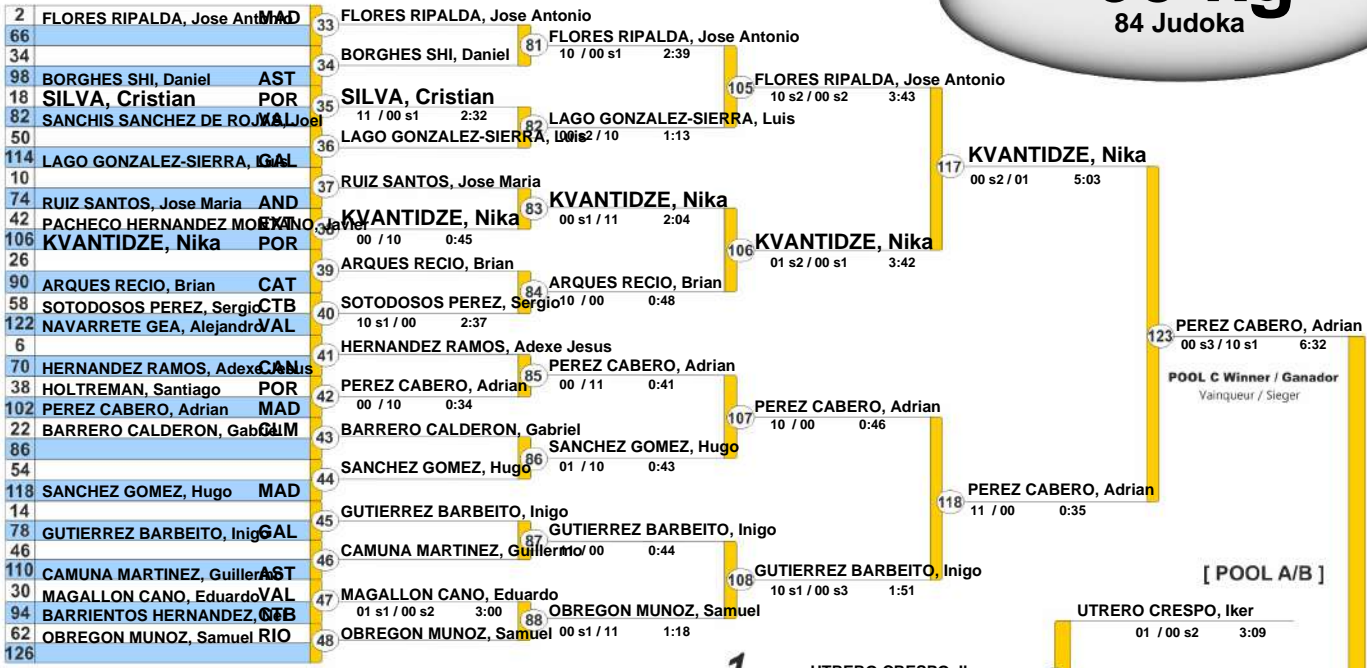 84 Judoka
2 FLORES RIPALDA, Jose Antonio MAD
66
34
98 BORGHES SHI, Daniel AST
18 SILVA, Cristian POR
82 SANCHIS SANCHEZ DE ROJAS, Joel VAL
50
114 LAGO GONZALEZ-SIERRA, Luis GAL
10
74 RUIZ SANTOS, Jose Maria AND
42 PACHECO HERNANDEZ MONTANO, Javier EXT
106 KVANTIDZE, Nika POR
26
90 ARQUES RECIO, Brian CAT
58 SOTODOSOS PEREZ, Sergio CTB
122 NAVARRETE GEA, Alejandro VAL
6
70 HERNANDEZ RAMOS, Adexe Jesus CAN
38 HOLTREMAN, Santiago POR
102 PEREZ CABERO, Adrian MAD
22 BARRERO CALDERON, Gabriel CLM
86
54
118 SANCHEZ GOMEZ, Hugo MAD
14
78 GUTIERREZ BARBEITO, Inigo GAL
46
110 CAMUNA MARTINEZ, Guillermo AST
30 MAGALLON CANO, Eduardo VAL
94 BARRIENTOS HERNANDEZ, CTB
62 OBREGON MUNOZ, Samuel RIO
126
33 FLORES RIPALDA, Jose Antonio
34 BORGHES SHI, Daniel
35 SILVA, Cristian
11 / 00 s1 2:32
36 LAGO GONZALEZ-SIERRA, Luis
37 RUIZ SANTOS, Jose Maria
38 KVANTIDZE, Nika
00 / 10 0:45
39 ARQUES RECIO, Brian
40 SOTODOSOS PEREZ, Sergio
10 s1 / 00 2:37
41 HERNANDEZ RAMOS, Adexe Jesus
42 PEREZ CABERO, Adrian
00 / 10 0:34
43 BARRERO CALDERON, Gabriel
44 SANCHEZ GOMEZ, Hugo
45 GUTIERREZ BARBEITO, Inigo
46 CAMUNA MARTINEZ, Guillermo
47 MAGALLON CANO, Eduardo
01 s1 / 00 s2 3:00
48 OBREGON MUNOZ, Samuel
81 FLORES RIPALDA, Jose Antonio
10 / 00 s1 2:39
82 LAGO GONZALEZ-SIERRA, Luis
00 s2 / 10 1:13
83 KVANTIDZE, Nika
00 s1 / 11 2:04
84 ARQUES RECIO, Brian
10 / 00 0:48
85 PEREZ CABERO, Adrian
00 / 11 0:41
86 SANCHEZ GOMEZ, Hugo
01 / 10 0:43
87 GUTIERREZ BARBEITO, Inigo
11 / 00 0:44
88 OBREGON MUNOZ, Samuel
00 s1 / 11 1:18
105 FLORES RIPALDA, Jose Antonio
10 s2 / 00 s2 3:43
106 KVANTIDZE, Nika
01 s2 / 00 s1 3:42
107 PEREZ CABERO, Adrian
10 / 00 0:46
108 GUTIERREZ BARBEITO, Inigo
10 s1 / 00 s3 1:51
117 KVANTIDZE, Nika
00 s2 / 01 5:03
118 PEREZ CABERO, Adrian
11 / 00 0:35
123 PEREZ CABERO, Adrian
00 s3 / 10 s1 6:32
POOL C Winner / Ganador
Vainqueur / Sieger
[ POOL A/B ]
UTRERO CRESPO, Iker
01 / 00 s2 3:09